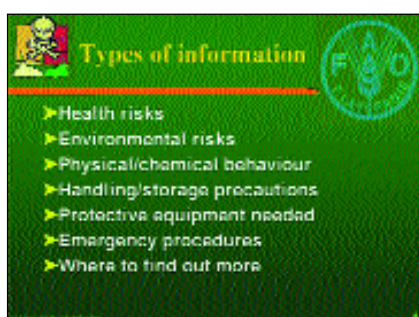 Types of information
F A O
➤Health risks
➤Environmental risks
➤Physical/chemical behaviour
➤Handling/storage precautions
➤Protective equipment needed
➤Emergency procedures
➤Where to find out more